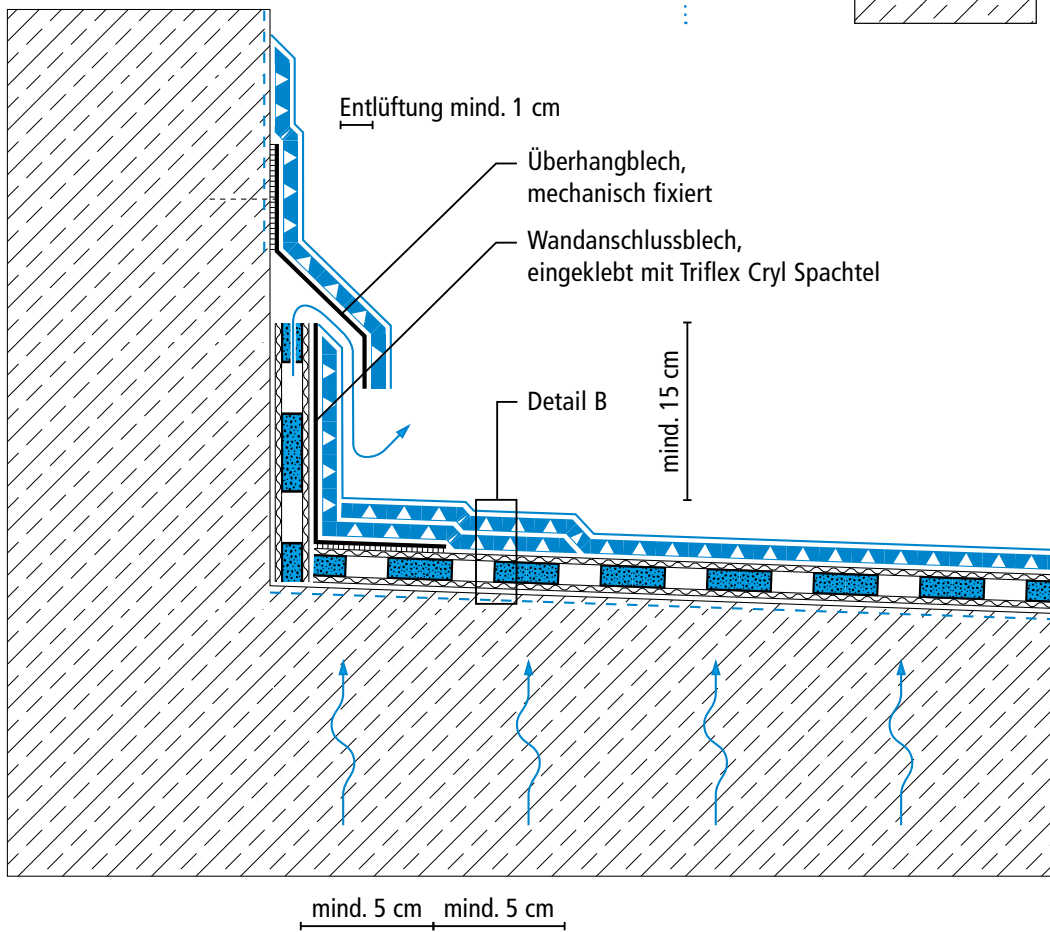 Entlüftung mind. 1 cm
Überhangblech,
mechanisch fixiert
Wandanschlussblech,
eingeklebt mit Triflex Cryl Spachtel
mind. 15 cm
Detail B
mind. 5 cm mind. 5 cm